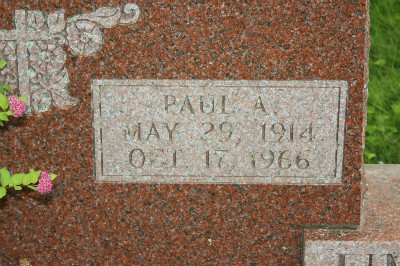 PAUL A.
MAY 29, 1914
OCT 17, 1966